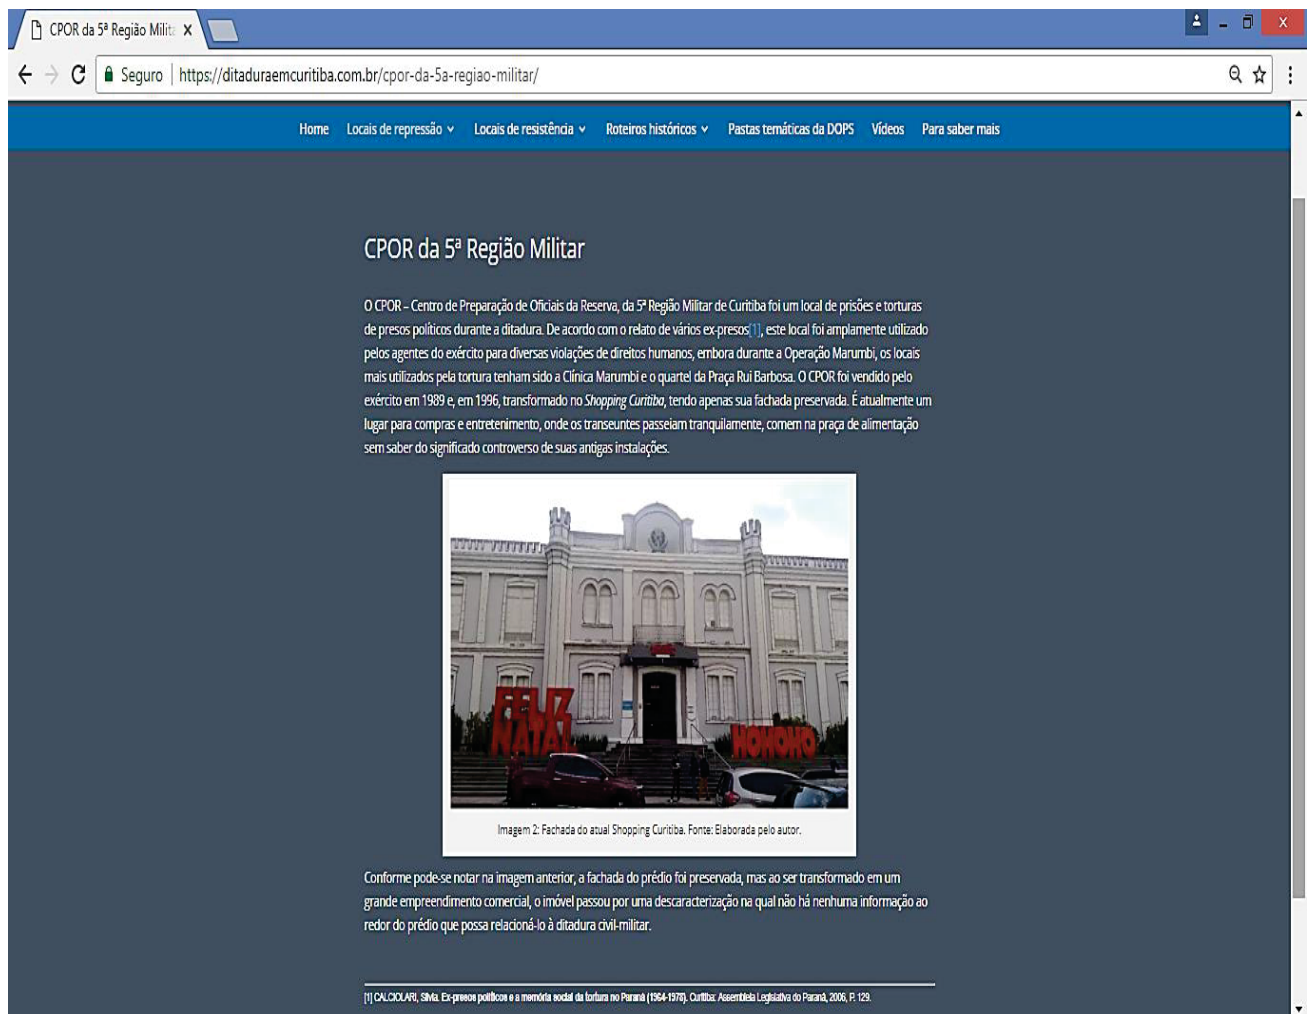 CPOR da 5ª Região Milita
Seguro | https://ditaduraemcuritiba.com.br/cpor-da-5a-regiao-militar/
Home Locais de repressão Locais de resistência Roteiros históricos Pastas temáticas da DOPS Vídeos Para saber mais
CPOR da 5ª Região Militar
O CPOR – Centro de Preparação de Oficiais da Reserva, da 5ª Região Militar de Curitiba foi um local de prisões e torturas
de presos políticos durante a ditadura. De acordo com o relato de vários ex-presos[1], este local foi amplamente utilizado
pelos agentes do exército para diversas violações de direitos humanos, embora durante a Operação Marumbi, os locais
mais utilizados pela tortura tenham sido a Clínica Marumbi e o quartel da Praça Rui Barbosa. O CPOR foi vendido pelo
exército em 1989 e, em 1996, transformado no Shopping Curitiba, tendo apenas sua fachada preservada. É atualmente um
lugar para compras e entretenimento, onde os transeuntes passeiam tranquilamente, comem na praça de alimentação
sem saber do significado controverso de suas antigas instalações.
FELIZ
NATAL
HOHOHO
Imagem 2: Fachada do atual Shopping Curitiba. Fonte: Elaborada pelo autor.
Conforme pode-se notar na imagem anterior, a fachada do prédio foi preservada, mas ao ser transformado em um
grande empreendimento comercial, o imóvel passou por uma descaracterização na qual não há nenhuma informação ao
redor do prédio que possa relacioná-lo à ditadura civil-militar.
[1] CALCIOLARI, Silvia. Ex-presos políticos e a memória social da tortura no Paraná (1964-1978). Curitiba: Assembleia Legislativa do Paraná, 2006, P. 129.